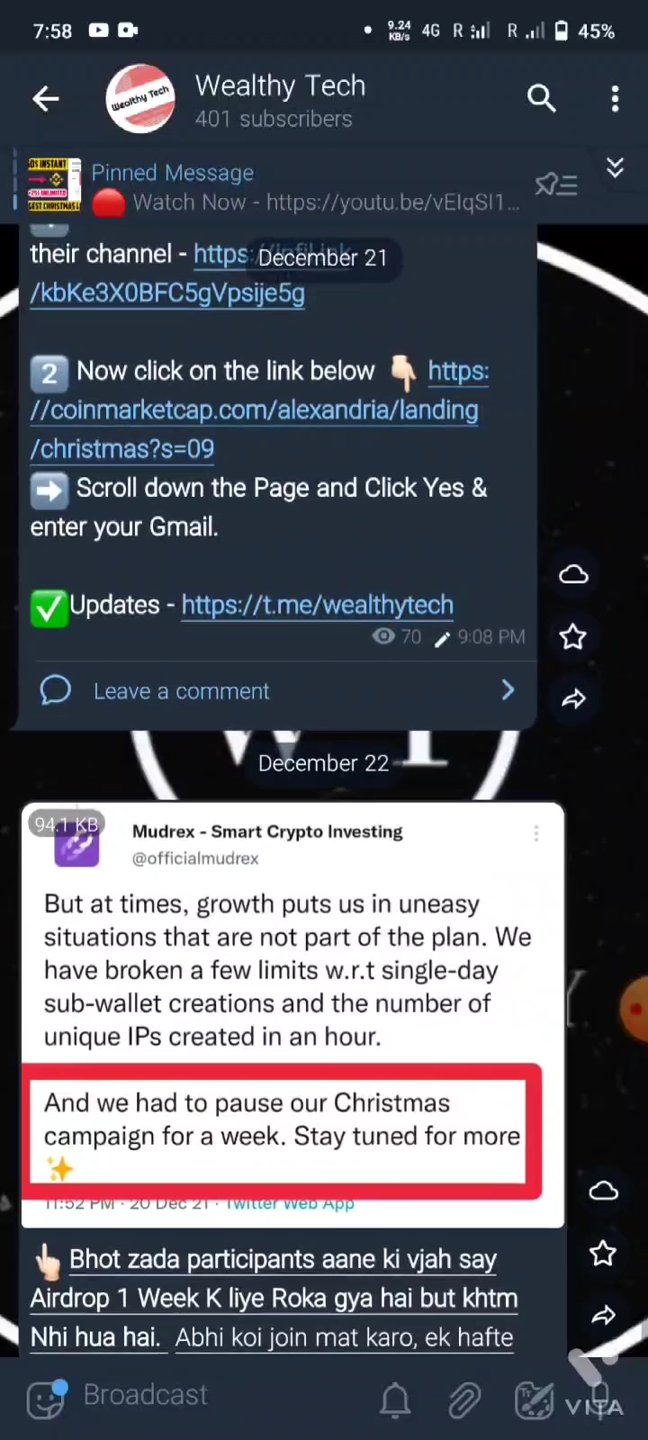 7:58
9.24 KB/s 4G R R 45%
Wealthy Tech
Wealthy Tech
401 subscribers
Pinned Message
Watch Now - https://youtu.be/vEIqSI1...
their channel - https:
December 21
/kbKe3X0BFC5gVpsije5g
2 Now click on the link below https:
//coinmarketcap.com/alexandria/landing
/christmas?s=09
Scroll down the Page and Click Yes &
enter your Gmail.
Updates - https://t.me/wealthytech
70 9:08 PM
Leave a comment
December 22
94.1 KB
Mudrex - Smart Crypto Investing
@officialmudrex
But at times, growth puts us in uneasy
situations that are not part of the plan. We
have broken a few limits w.r.t single-day
sub-wallet creations and the number of
unique IPs created in an hour.
And we had to pause our Christmas
campaign for a week. Stay tuned for more
11:52 PM · 20 Dec 21 · Twitter Web App
Bhot zada participants aane ki vjah say
Airdrop 1 Week K liye Roka gya hai but khtm
Nhi hua hai. Abhi koi join mat karo, ek hafte
Broadcast
VITA